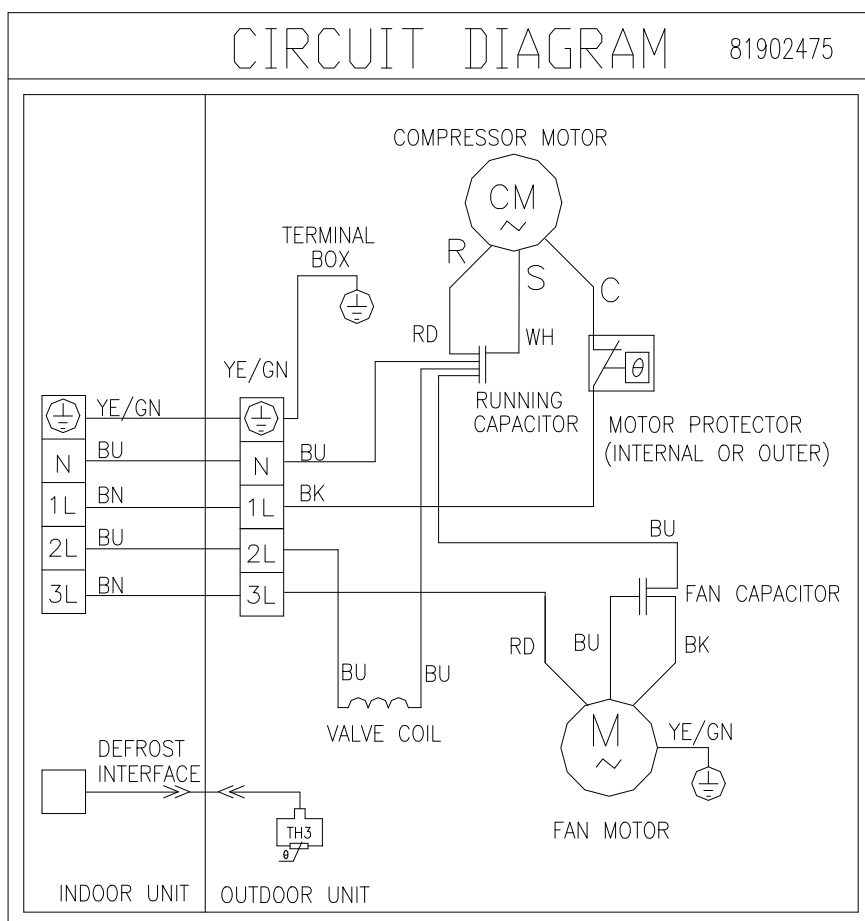 CIRCUIT DIAGRAM 81902475
COMPRESSOR MOTOR
CM
TERMINAL
BOX
R
S
C
RD
WH
YE/GN
θ
RUNNING
CAPACITOR
MOTOR PROTECTOR
(INTERNAL OR OUTER)
YE/GN
N BU N BU
1L BN 1L BK
2L BU 2L
3L BN 3L
BU
FAN CAPACITOR
RD BU BK
BU BU
VALVE COIL
M
YE/GN
FAN MOTOR
DEFROST
INTERFACE
TH3
θ
INDOOR UNIT OUTDOOR UNIT